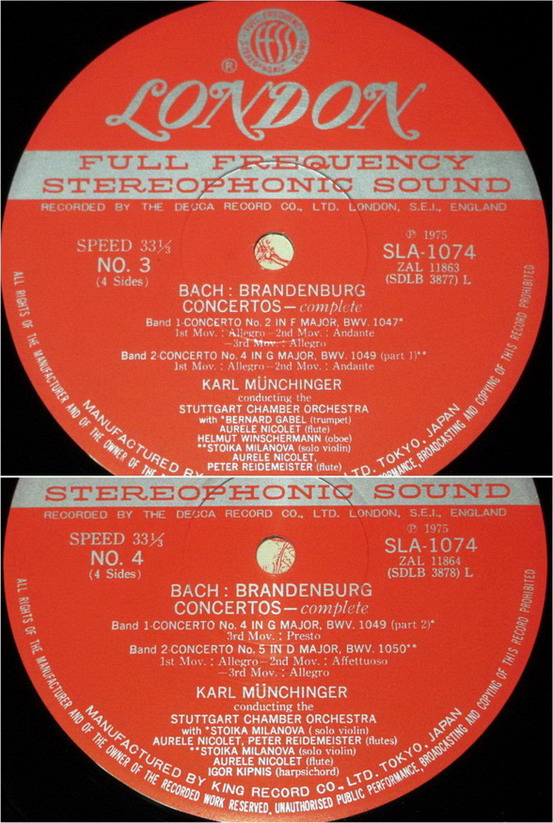 FULL FREQUENCY
STEREOPHONIC SOUND
ffss
®
LONDON
FULL FREQUENCY
STEREOPHONIC SOUND
RECORDED BY THE DECCA RECORD CO., LTD. LONDON, S.E.I., ENGLAND
SPEED 33⅓
NO. 3
(4 Sides)
℗ 1975
SLA-1074
ZAL 11863
(SDLB 3877) L
BACH : BRANDENBURG
CONCERTOS — complete
Band 1-CONCERTO No. 2 IN F MAJOR, BWV. 1047*
1st Mov. : Allegro—2nd Mov. : Andante
—3rd Mov. : Allegro
Band 2-CONCERTO No. 4 IN G MAJOR, BWV. 1049 (part 1)**
1st Mov. : Allegro—2nd Mov. : Andante
KARL MÜNCHINGER
conducting the
STUTTGART CHAMBER ORCHESTRA
with *BERNARD GABEL (trumpet)
AURELE NICOLET (flute)
HELMUT WINSCHERMANN (oboe)
**STOIKA MILANOVA (solo violin)
AURELE NICOLET,
PETER REIDEMEISTER (flute)
ALL RIGHTS OF THE MANUFACTURER AND OF THE OWNER OF THE
MANUFACTURED BY
LTD. TOKYO, JAPAN
PERFORMANCE, BROADCASTING AND COPYING OF THIS RECORD PROHIBITED
STEREOPHONIC SOUND
RECORDED BY THE DECCA RECORD CO., LTD. LONDON, S.E.I., ENGLAND
SPEED 33⅓
NO. 4
(4 Sides)
℗ 1975
SLA-1074
ZAL 11864
(SDLB 3878) L
BACH : BRANDENBURG
CONCERTOS — complete
Band 1-CONCERTO No. 4 IN G MAJOR, BWV. 1049 (part 2)*
3rd Mov. : Presto
Band 2-CONCERTO No. 5 IN D MAJOR, BWV. 1050**
1st Mov. : Allegro—2nd Mov. : Affettuoso
—3rd Mov. : Allegro
KARL MÜNCHINGER
conducting the
STUTTGART CHAMBER ORCHESTRA
with *STOIKA MILANOVA ( solo violin)
AURELE NICOLET, PETER REIDEMEISTER (flutes)
**STOIKA MILANOVA (solo violin)
AURELE NICOLET (flute)
IGOR KIPNIS (harpsichord)
MANUFACTURED BY KING RECORD CO., LTD. TOKYO, JAPAN
ALL RIGHTS OF THE MANUFACTURER AND OF THE OWNER OF THE RECORDED WORK RESERVED, UNAUTHORISED PUBLIC PERFORMANCE, BROADCASTING AND COPYING OF THIS RECORD PROHIBITED